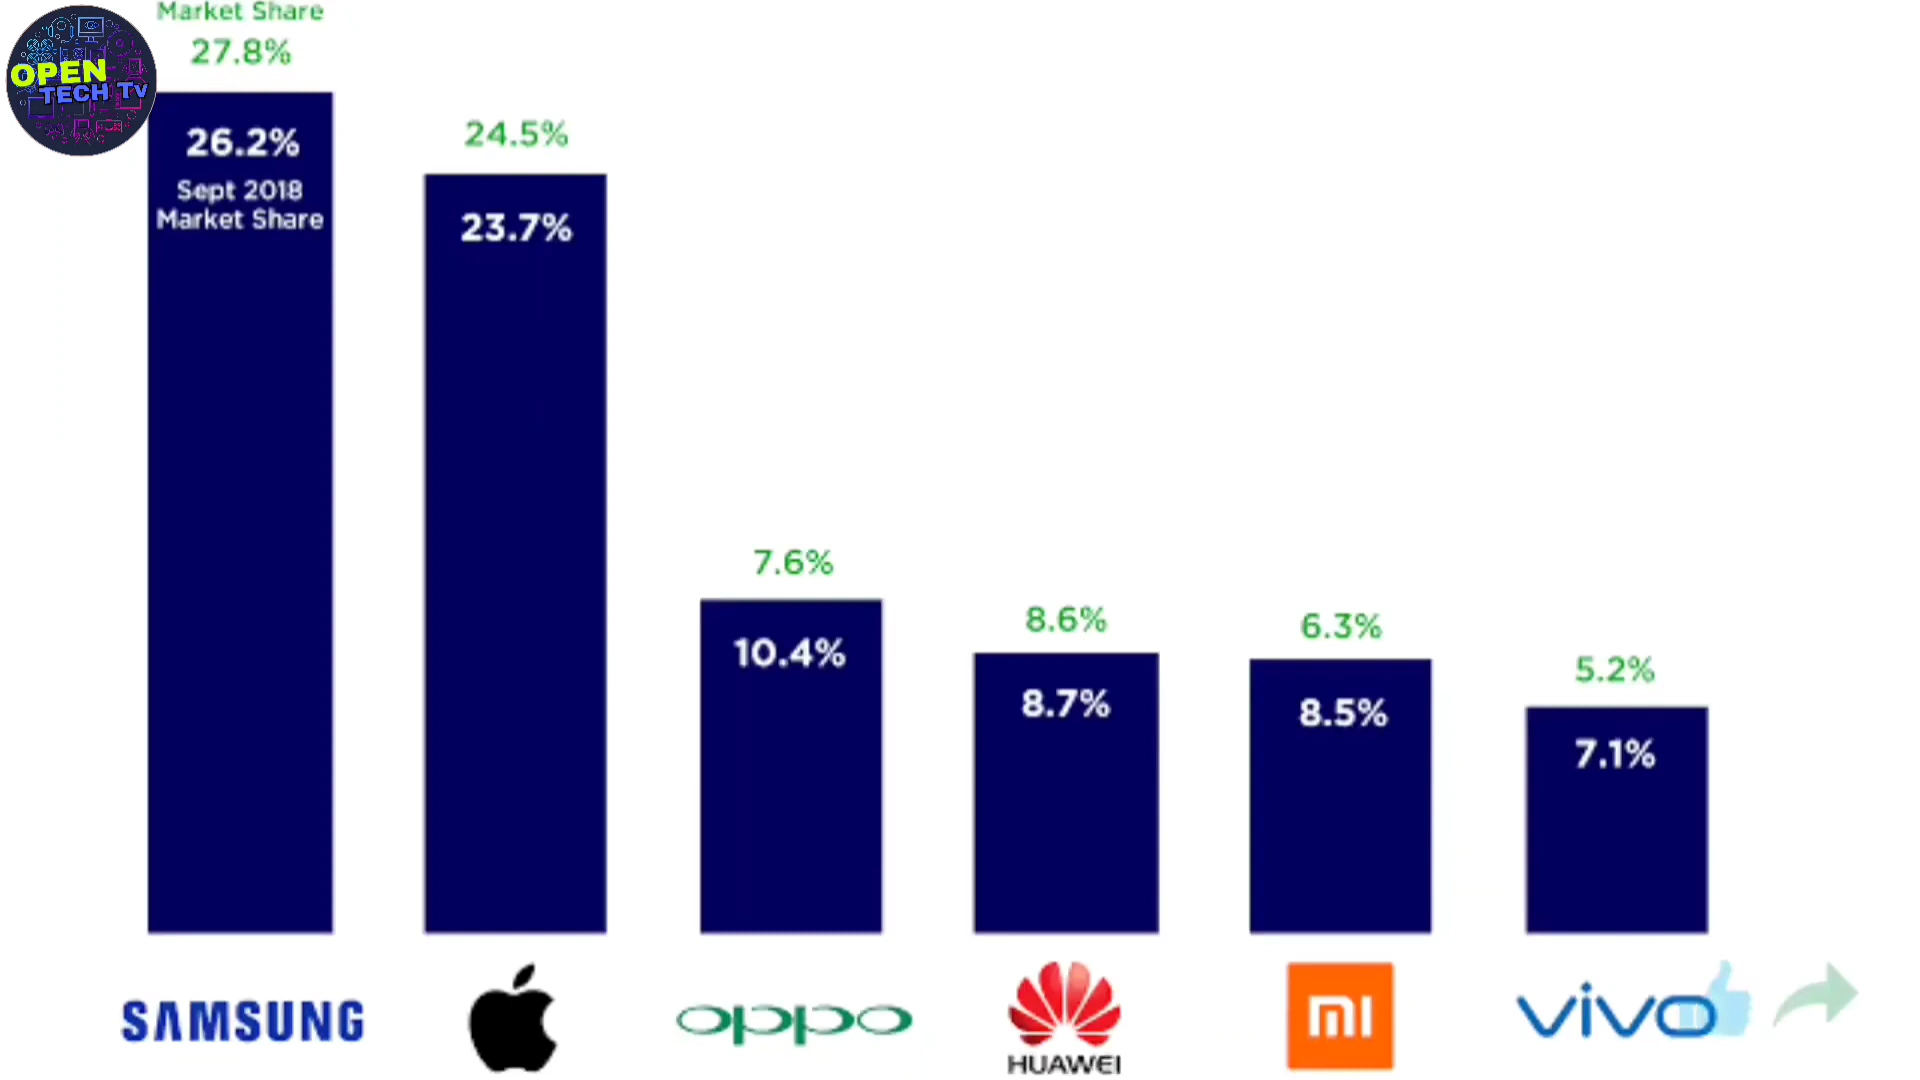 Market Share
27.8%
OPEN
TECH Tv
26.2%
Sept 2018
Market Share
24.5%
23.7%
7.6%
10.4%
8.6%
8.7%
6.3%
8.5%
5.2%
7.1%
SAMSUNG
oppo
HUAWEI
mi
vivo